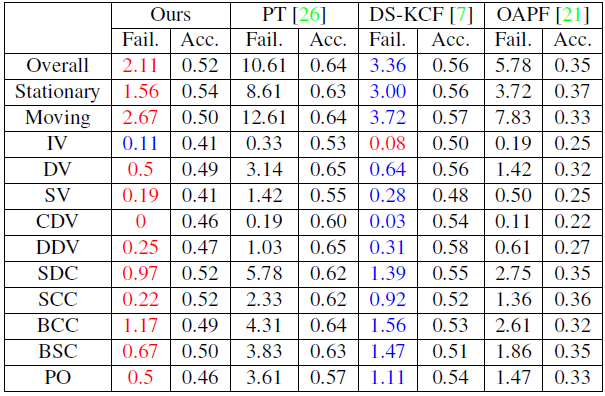 Ours PT [26] DS-KCF [7] OAPF [21]
Fail. Acc. Fail. Acc. Fail. Acc. Fail. Acc.
Overall 2.11 0.52 10.61 0.64 3.36 0.56 5.78 0.35
Stationary 1.56 0.54 8.61 0.63 3.00 0.56 3.72 0.37
Moving 2.67 0.50 12.61 0.64 3.72 0.57 7.83 0.33
IV 0.11 0.41 0.33 0.53 0.08 0.50 0.19 0.25
DV 0.5 0.49 3.14 0.65 0.64 0.56 1.42 0.32
SV 0.19 0.41 1.42 0.55 0.28 0.48 0.50 0.25
CDV 0 0.46 0.19 0.60 0.03 0.54 0.11 0.22
DDV 0.25 0.47 1.03 0.65 0.31 0.58 0.61 0.27
SDC 0.97 0.52 5.78 0.62 1.39 0.55 2.75 0.35
SCC 0.22 0.52 2.33 0.62 0.92 0.52 1.36 0.36
BCC 1.17 0.49 4.31 0.64 1.56 0.53 2.61 0.32
BSC 0.67 0.50 3.83 0.63 1.47 0.51 1.86 0.35
PO 0.5 0.46 3.61 0.57 1.11 0.54 1.47 0.33